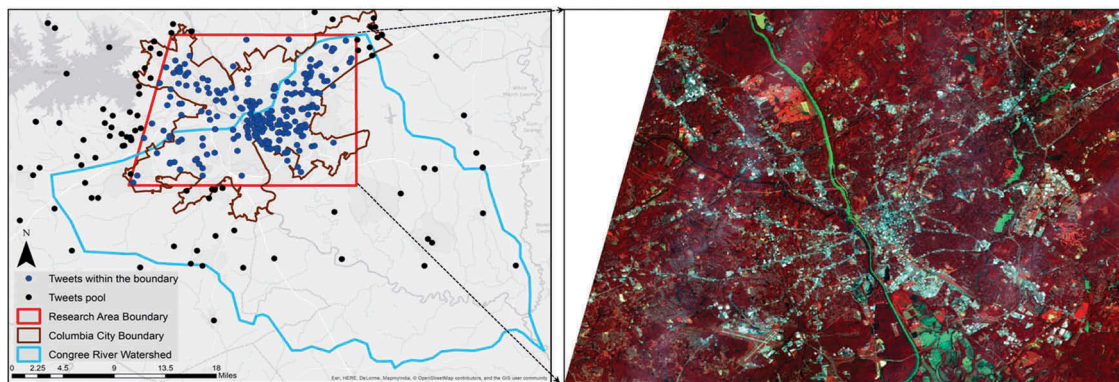 N
Tweets within the boundary
Tweets pool
Research Area Boundary
Columbia City Boundary
Congree River Watershed
0 2.25 4.5 9 13.5 18
Miles
Esri, HERE, DeLorme, MapmyIndia, © OpenStreetMap contributors, and the GIS user community